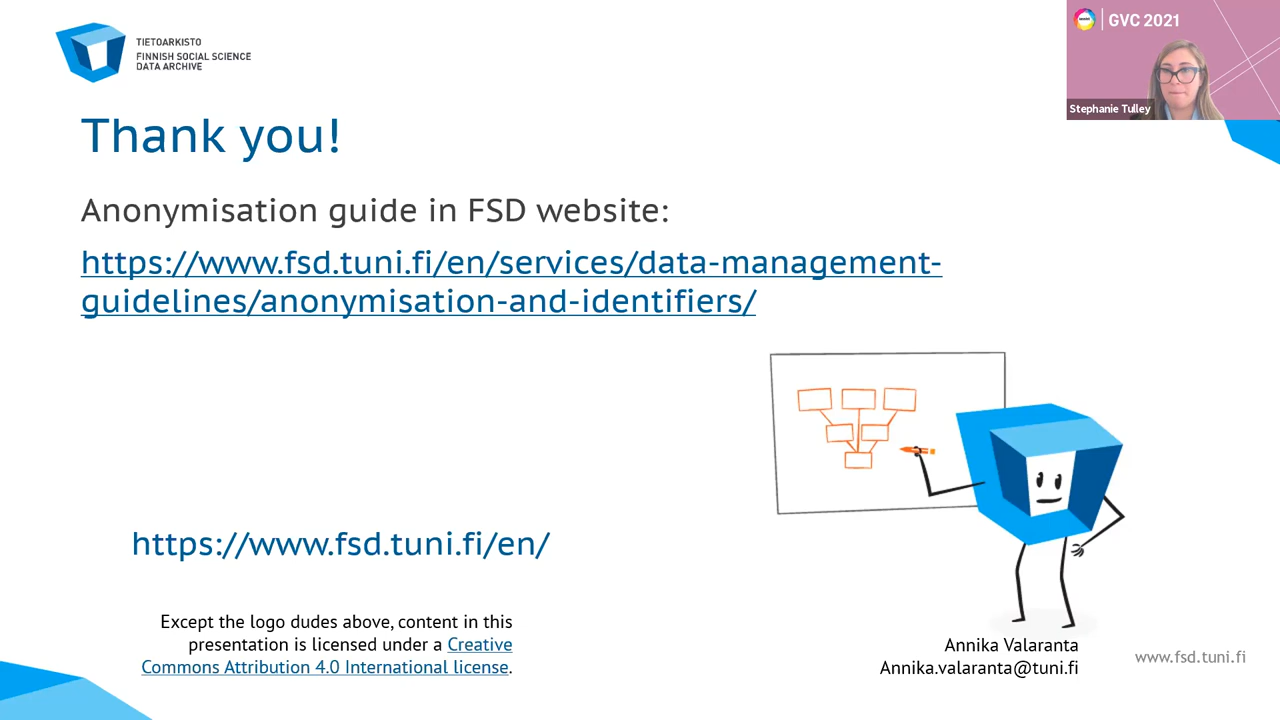 TIETOARKISTO
FINNISH SOCIAL SCIENCE
DATA ARCHIVE
GVC 2021
Stephanie Tulley
Thank you!
Anonymisation guide in FSD website:
https://www.fsd.tuni.fi/en/services/data-management-
guidelines/anonymisation-and-identifiers/
https://www.fsd.tuni.fi/en/
Except the logo dudes above, content in this
presentation is licensed under a Creative
Commons Attribution 4.0 International license.
Annika Valaranta
Annika.valaranta@tuni.fi
www.fsd.tuni.fi